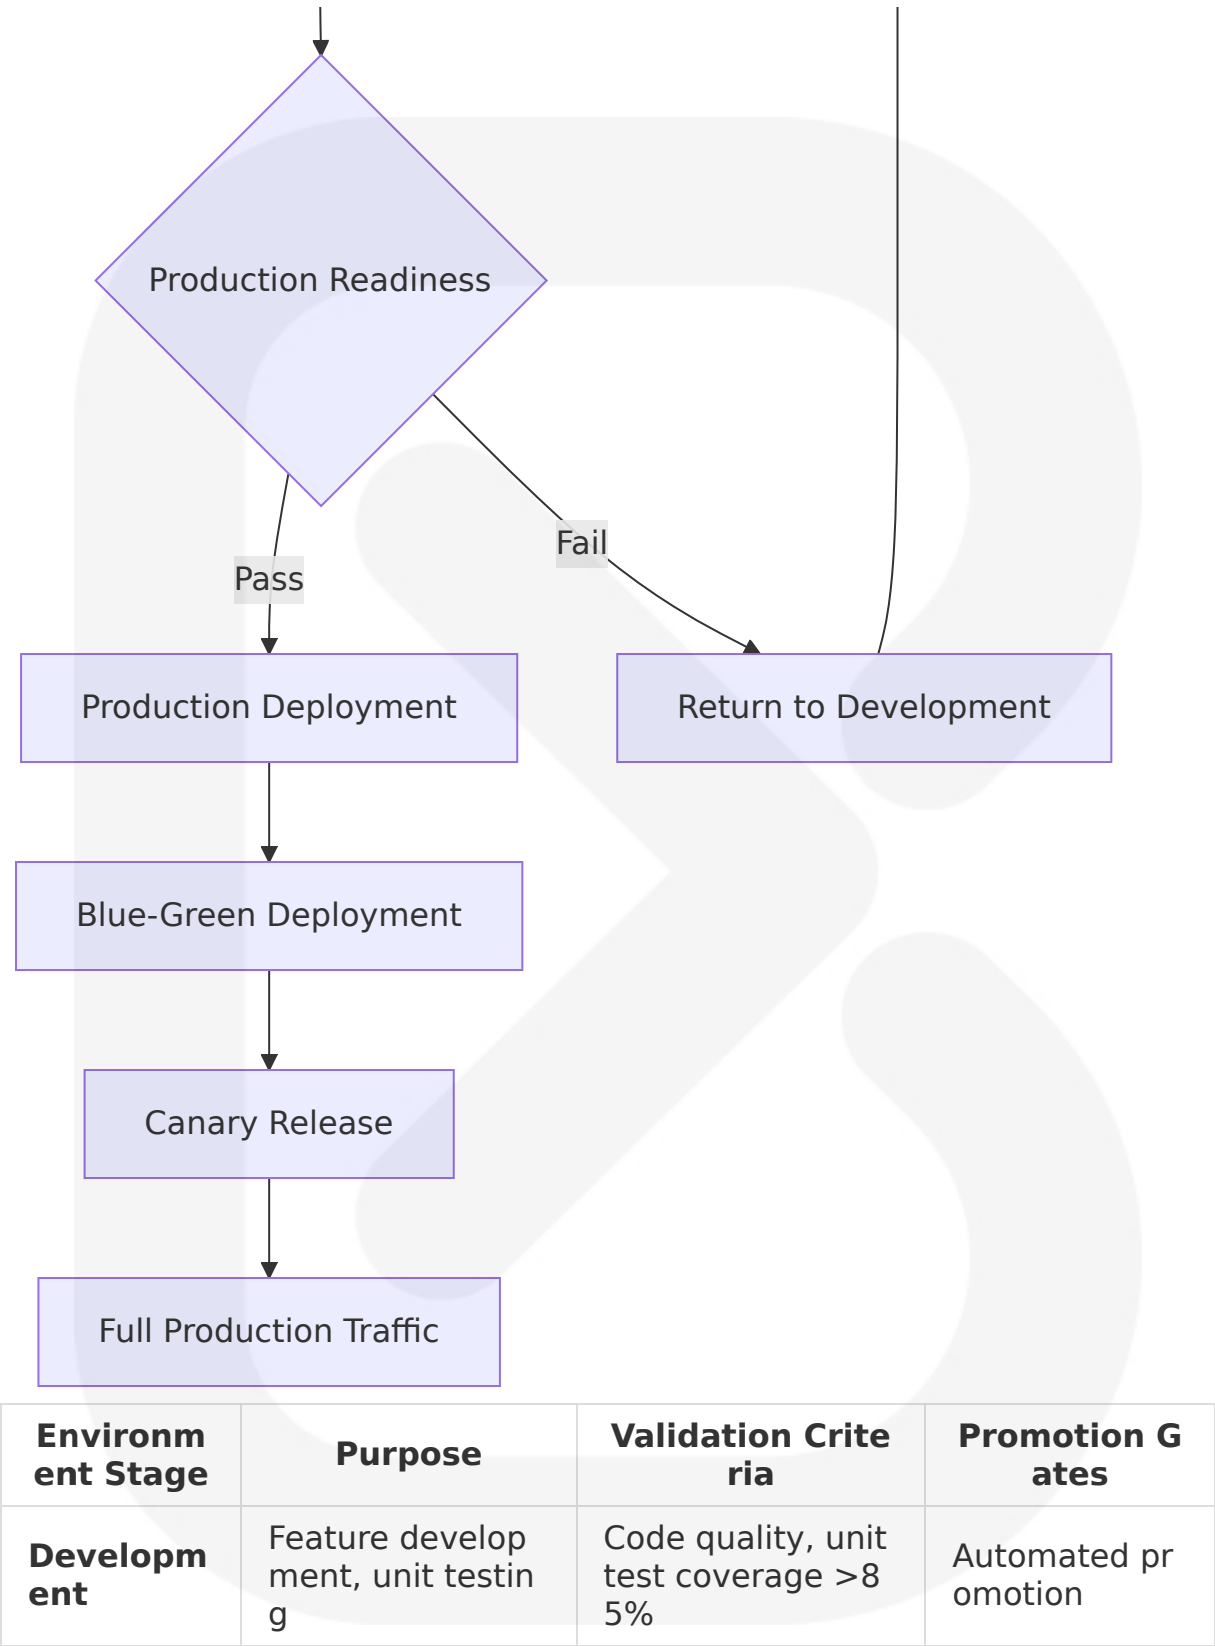 Production Readiness
Fail
Pass
Production Deployment
Return to Development
Blue-Green Deployment
Canary Release
Full Production Traffic
Environm
ent Stage
Purpose
Validation Crite
ria
Promotion G
ates
Developm
ent
Feature develop
ment, unit testin
g
Code quality, unit
test coverage >8
5%
Automated pr
omotion